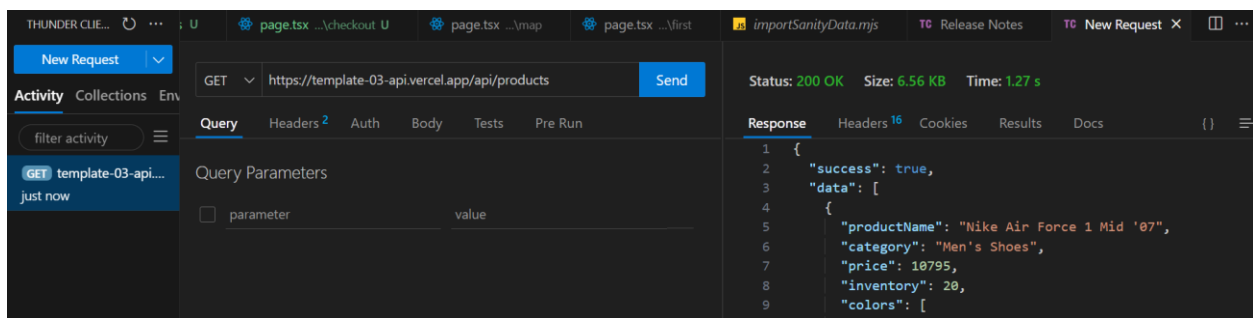 THUNDER CLIE... ; U page.tsx ...\checkout U page.tsx ...\map page.tsx ...\first JS importSanityData.mjs TC Release Notes TC New Request
New Request
GET https://template-03-api.vercel.app/api/products Send
Status: 200 OK Size: 6.56 KB Time: 1.27 s
Activity Collections Env
Query Headers 2 Auth Body Tests Pre Run
Response Headers 16 Cookies Results Docs { }
filter activity
GET template-03-api....
just now
Query Parameters
parameter value
1 {
2 "success": true,
3 "data": [
4 {
5 "productName": "Nike Air Force 1 Mid '07",
6 "category": "Men's Shoes",
7 "price": 10795,
8 "inventory": 20,
9 "colors": [